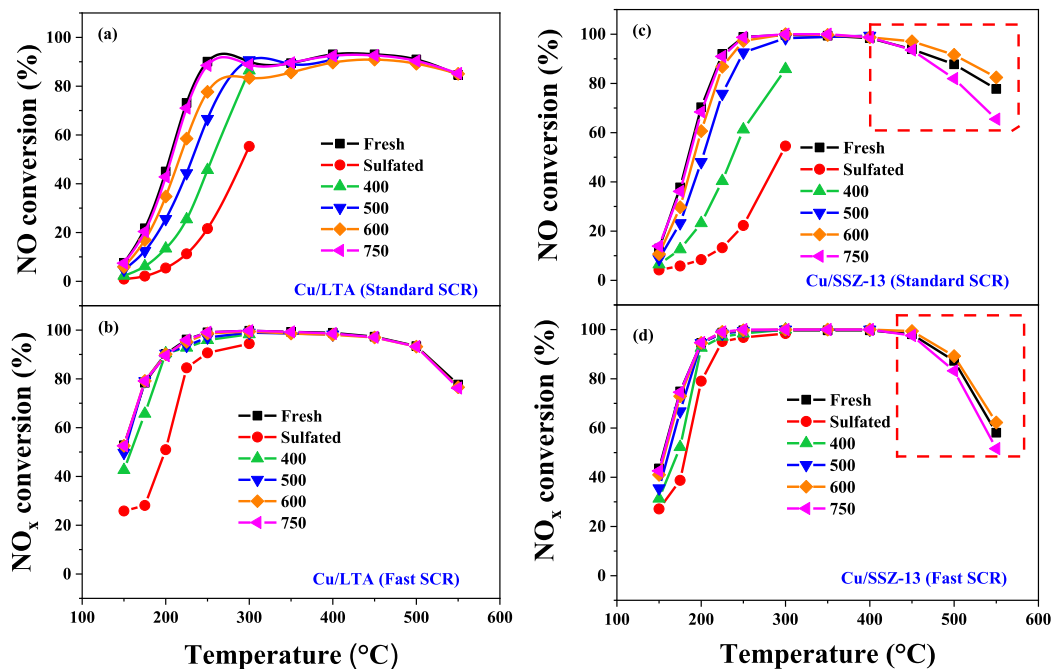 (a)
NO conversion (%)
100
80
60
40
20
0
Fresh
Sulfated
400
500
600
750
Cu/LTA (Standard SCR)
(b)
NOx conversion (%)
100
80
60
40
20
0
Fresh
Sulfated
400
500
600
750
Cu/LTA (Fast SCR)
100 200 300 400 500 600
Temperature (°C)
(c)
NO conversion (%)
100
80
60
40
20
0
Fresh
Sulfated
400
500
600
750
Cu/SSZ-13 (Standard SCR)
(d)
NOx conversion (%)
100
80
60
40
20
0
Fresh
Sulfated
400
500
600
750
Cu/SSZ-13 (Fast SCR)
100 200 300 400 500 600
Temperature (°C)